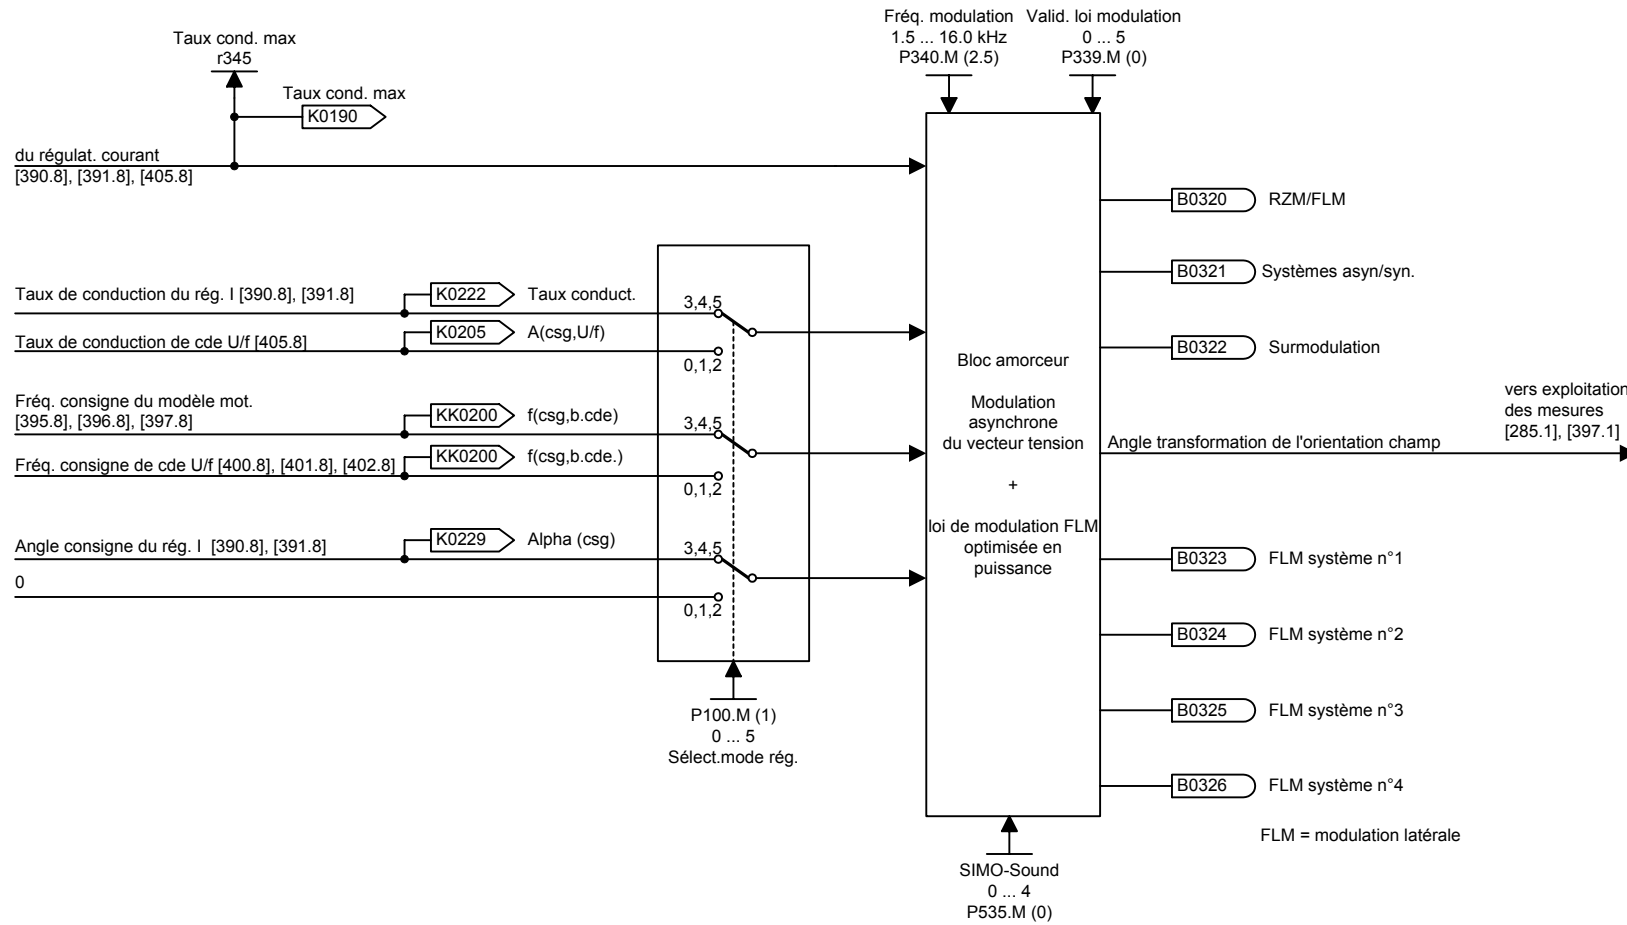 Fréq. modulation
1.5 ... 16.0 kHz
P340.M (2.5)
Valid. loi modulation
0 ... 5
P339.M (0)
Taux cond. max
r345
Taux cond. max
K0190
du régulat. courant
[390.8], [391.8], [405.8]
Taux de conduction du rég. I [390.8], [391.8]
K0222
Taux conduct.
3,4,5
Taux de conduction de cde U/f [405.8]
K0205
A(csg,U/f)
0,1,2
Fréq. consigne du modèle mot.
[395.8], [396.8], [397.8]
KK0200
f(csg,b.cde)
3,4,5
Fréq. consigne de cde U/f [400.8], [401.8], [402.8]
KK0200
f(csg,b.cde.)
0,1,2
Angle consigne du rég. I [390.8], [391.8]
K0229
Alpha (csg)
3,4,5
0
0,1,2
P100.M (1)
0 ... 5
Sélect.mode rég.
Bloc amorceur
Modulation
asynchrone
du vecteur tension
+
loi de modulation FLM
optimisée en
puissance
SIMO-Sound
0 ... 4
P535.M (0)
B0320
RZM/FLM
B0321
Systèmes asyn/syn.
B0322
Surmodulation
Angle transformation de l'orientation champ
vers exploitation
des mesures
[285.1], [397.1]
B0323
FLM système n°1
B0324
FLM système n°2
B0325
FLM système n°3
B0326
FLM système n°4
FLM = modulation latérale